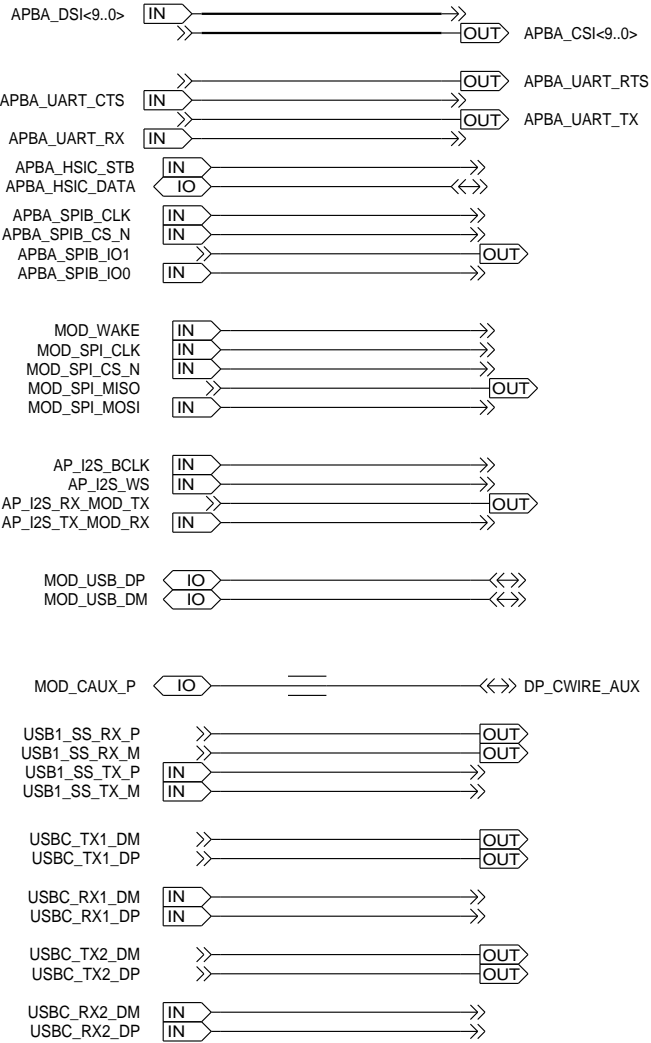 APBA_DSI<9..0> IN
OUT APBA_CSI<9..0>
OUT APBA_UART_RTS
APBA_UART_CTS IN
OUT APBA_UART_TX
APBA_UART_RX IN
APBA_HSIC_STB IN
APBA_HSIC_DATA IO
APBA_SPIB_CLK IN
APBA_SPIB_CS_N IN
APBA_SPIB_IO1 OUT
APBA_SPIB_IO0 IN
MOD_WAKE IN
MOD_SPI_CLK IN
MOD_SPI_CS_N IN
MOD_SPI_MISO OUT
MOD_SPI_MOSI IN
AP_I2S_BCLK IN
AP_I2S_WS IN
AP_I2S_RX_MOD_TX OUT
AP_I2S_TX_MOD_RX IN
MOD_USB_DP IO
MOD_USB_DM IO
MOD_CAUX_P IO DP_CWIRE_AUX
USB1_SS_RX_P OUT
USB1_SS_RX_M OUT
USB1_SS_TX_P IN
USB1_SS_TX_M IN
USBC_TX1_DM OUT
USBC_TX1_DP OUT
USBC_RX1_DM IN
USBC_RX1_DP IN
USBC_TX2_DM OUT
USBC_TX2_DP OUT
USBC_RX2_DM IN
USBC_RX2_DP IN